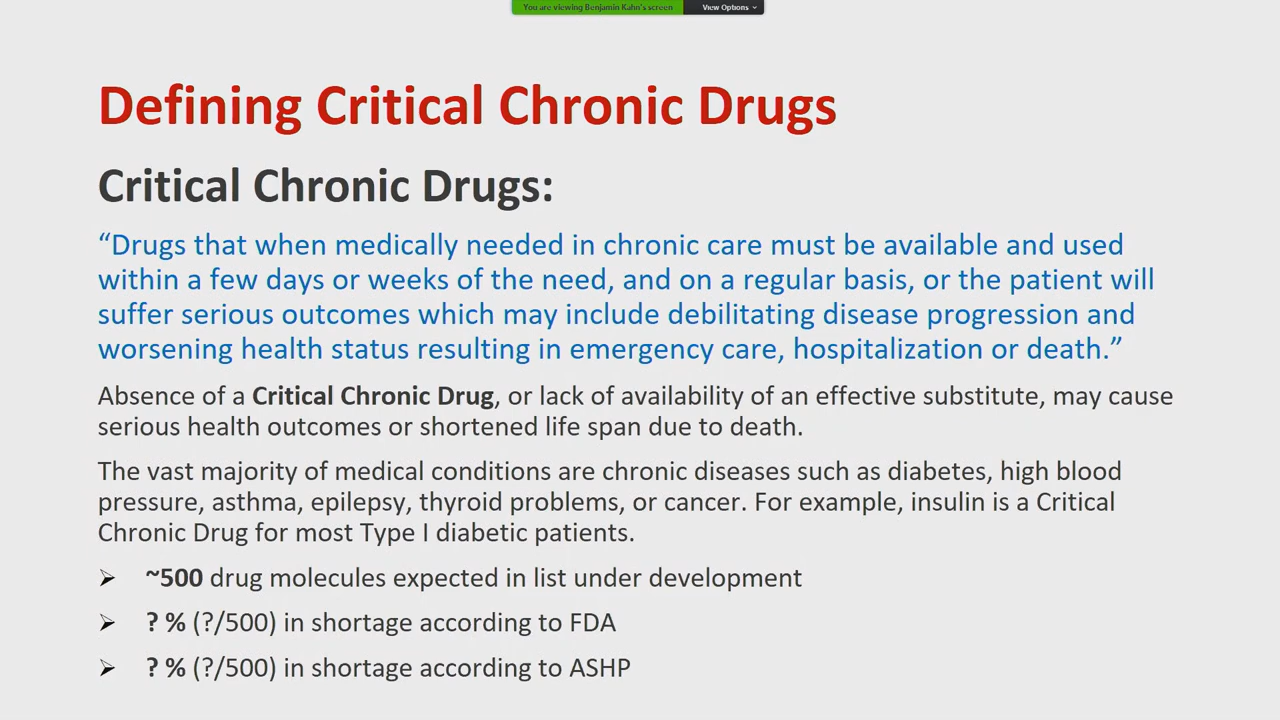 You are viewing Benjamin Kahn's screen View Options
Defining Critical Chronic Drugs
Critical Chronic Drugs:
“Drugs that when medically needed in chronic care must be available and used
within a few days or weeks of the need, and on a regular basis, or the patient will
suffer serious outcomes which may include debilitating disease progression and
worsening health status resulting in emergency care, hospitalization or death.”
Absence of a Critical Chronic Drug, or lack of availability of an effective substitute, may cause
serious health outcomes or shortened life span due to death.
The vast majority of medical conditions are chronic diseases such as diabetes, high blood
pressure, asthma, epilepsy, thyroid problems, or cancer. For example, insulin is a Critical
Chronic Drug for most Type I diabetic patients.
➢ ~500 drug molecules expected in list under development
➢ ? % (?/500) in shortage according to FDA
➢ ? % (?/500) in shortage according to ASHP